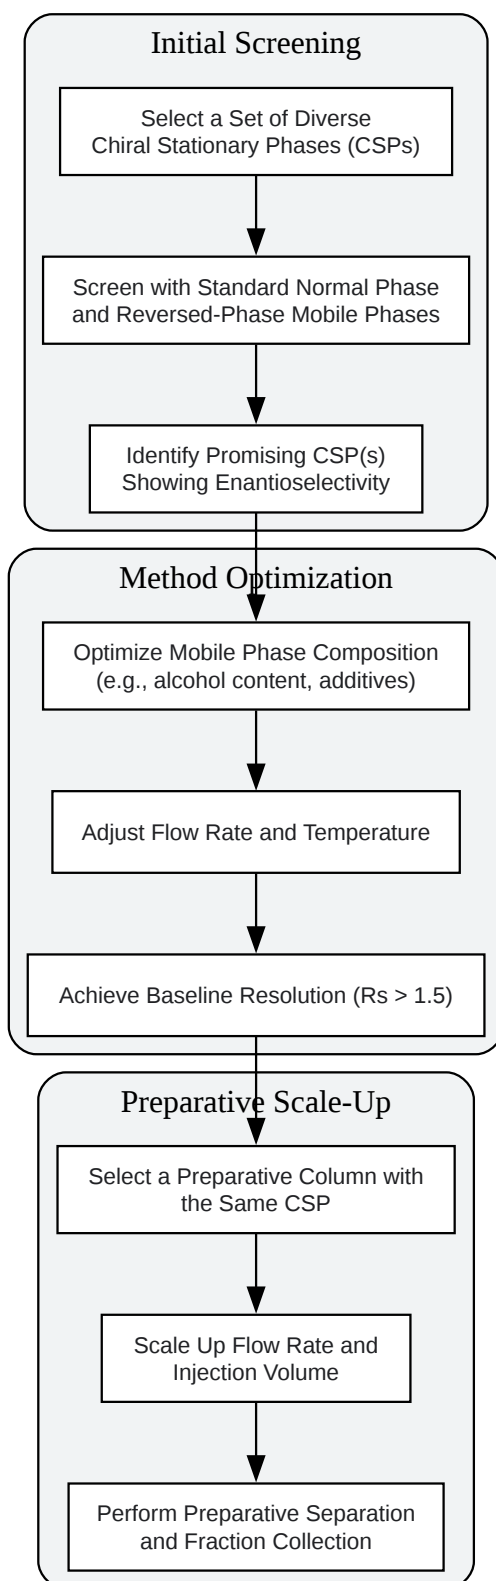 Initial Screening
Select a Set of Diverse
Chiral Stationary Phases (CSPs)
Screen with Standard Normal Phase
and Reversed-Phase Mobile Phases
Identify Promising CSP(s)
Showing Enantioselectivity
Method Optimization
Optimize Mobile Phase Composition
(e.g., alcohol content, additives)
Adjust Flow Rate and Temperature
Achieve Baseline Resolution (Rs > 1.5)
Preparative Scale-Up
Select a Preparative Column with
the Same CSP
Scale Up Flow Rate and
Injection Volume
Perform Preparative Separation
and Fraction Collection